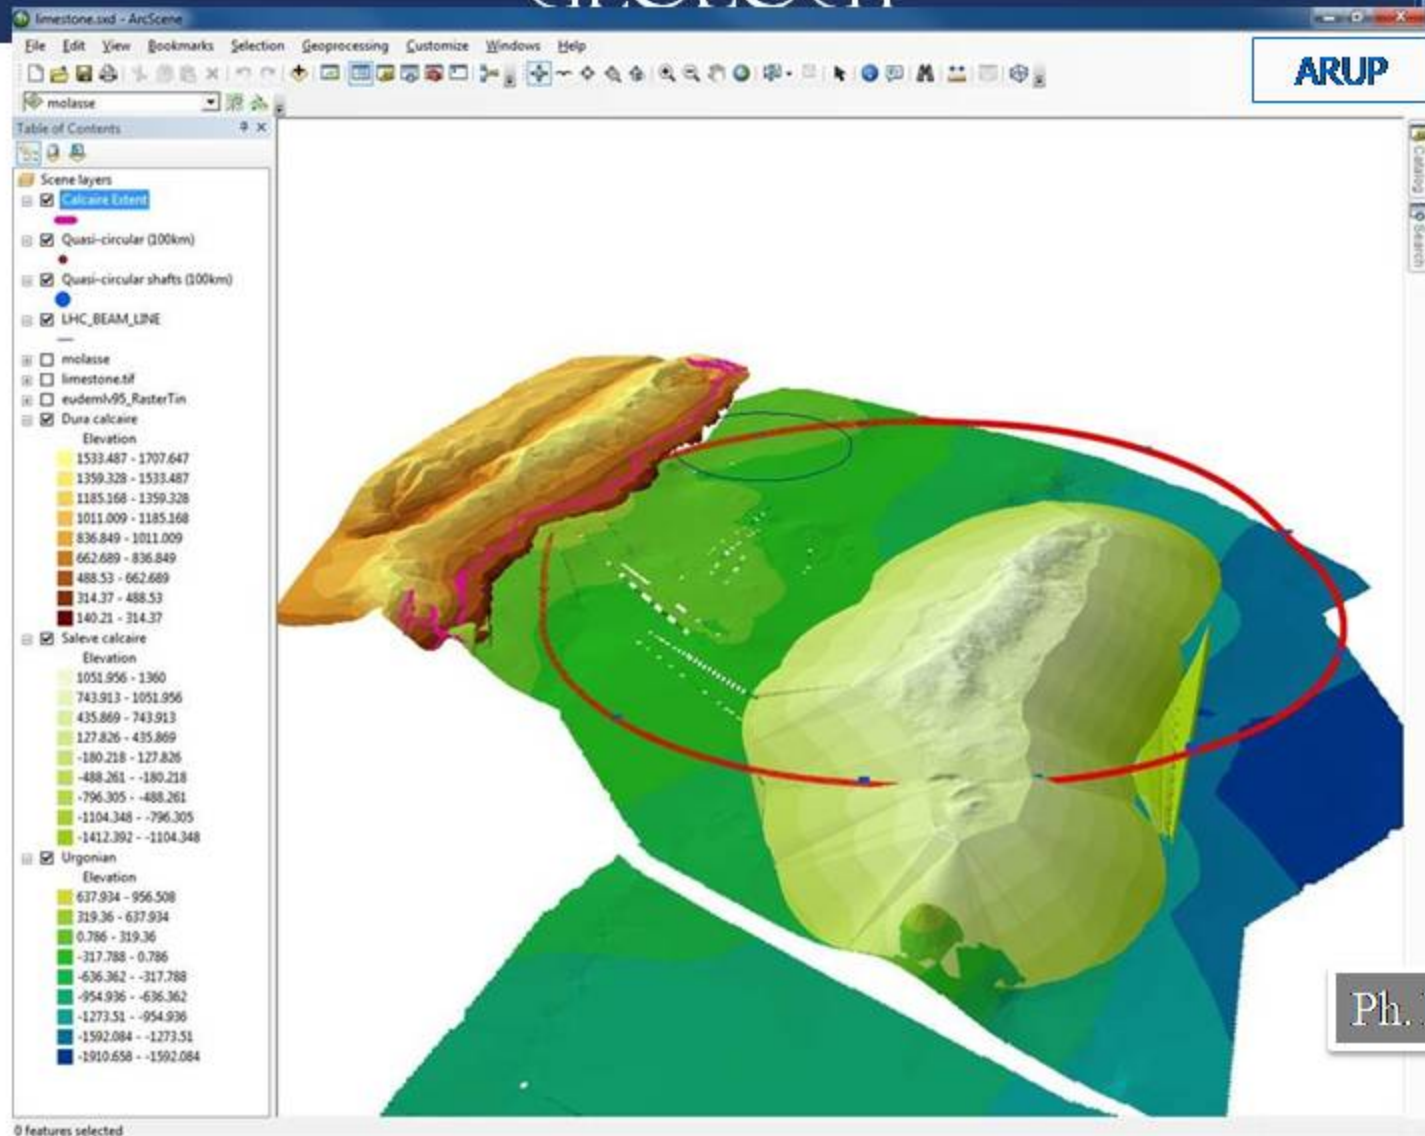 GEOLOGY
limestone.sxd - ArcScene
File Edit View Bookmarks Selection Geoprocessing Customize Windows Help
ARUP
molasse
Table of Contents
Catalog
Search
Scene layers
Calcaire Extent
Quasi-circular (100km)
Quasi-circular shafts (100km)
LHC_BEAM_LINE
molasse
limestone.tif
eudemlv95_RasterTin
Dura calcaire
Elevation
1533.487 - 1707.647
1359.328 - 1533.487
1185.168 - 1359.328
1011.009 - 1185.168
836.849 - 1011.009
662.689 - 836.849
488.53 - 662.689
314.37 - 488.53
140.21 - 314.37
Saleve calcaire
Elevation
1051.956 - 1360
743.913 - 1051.956
435.869 - 743.913
127.826 - 435.869
-180.218 - 127.826
-488.261 - -180.218
-796.305 - -488.261
-1104.348 - -796.305
-1412.392 - -1104.348
Urgonian
Elevation
637.934 - 956.508
319.36 - 637.934
0.786 - 319.36
-317.788 - 0.786
-636.362 - -317.788
-954.936 - -636.362
-1273.51 - -954.936
-1592.084 - -1273.51
-1910.658 - -1592.084
Ph.
0 features selected